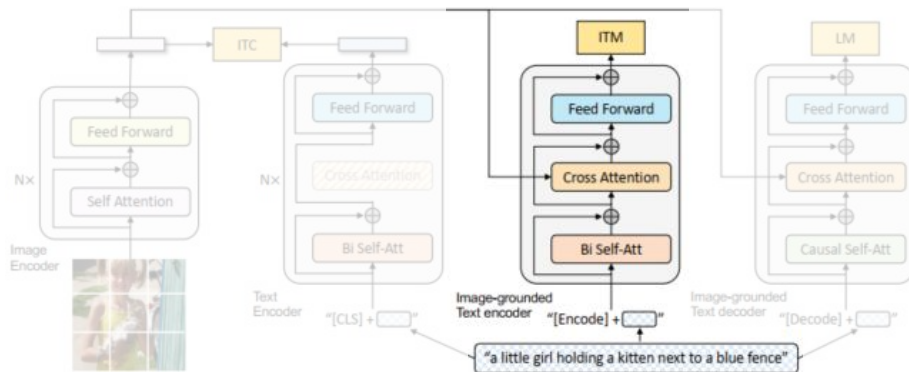 ITC
ITM
LM
Feed Forward
Feed Forward
Feed Forward
Feed Forward
N×
Self Attention
N×
Cross Attention
Cross Attention
Cross Attention
Bi Self-Att
Bi Self-Att
Causal Self-Att
Image
Encoder
Text
Encoder
"[CLS] + "
Image-grounded
Text encoder
"[Encode] + "
Image-grounded
Text decoder
"[Decode] + "
"a little girl holding a kitten next to a blue fence"